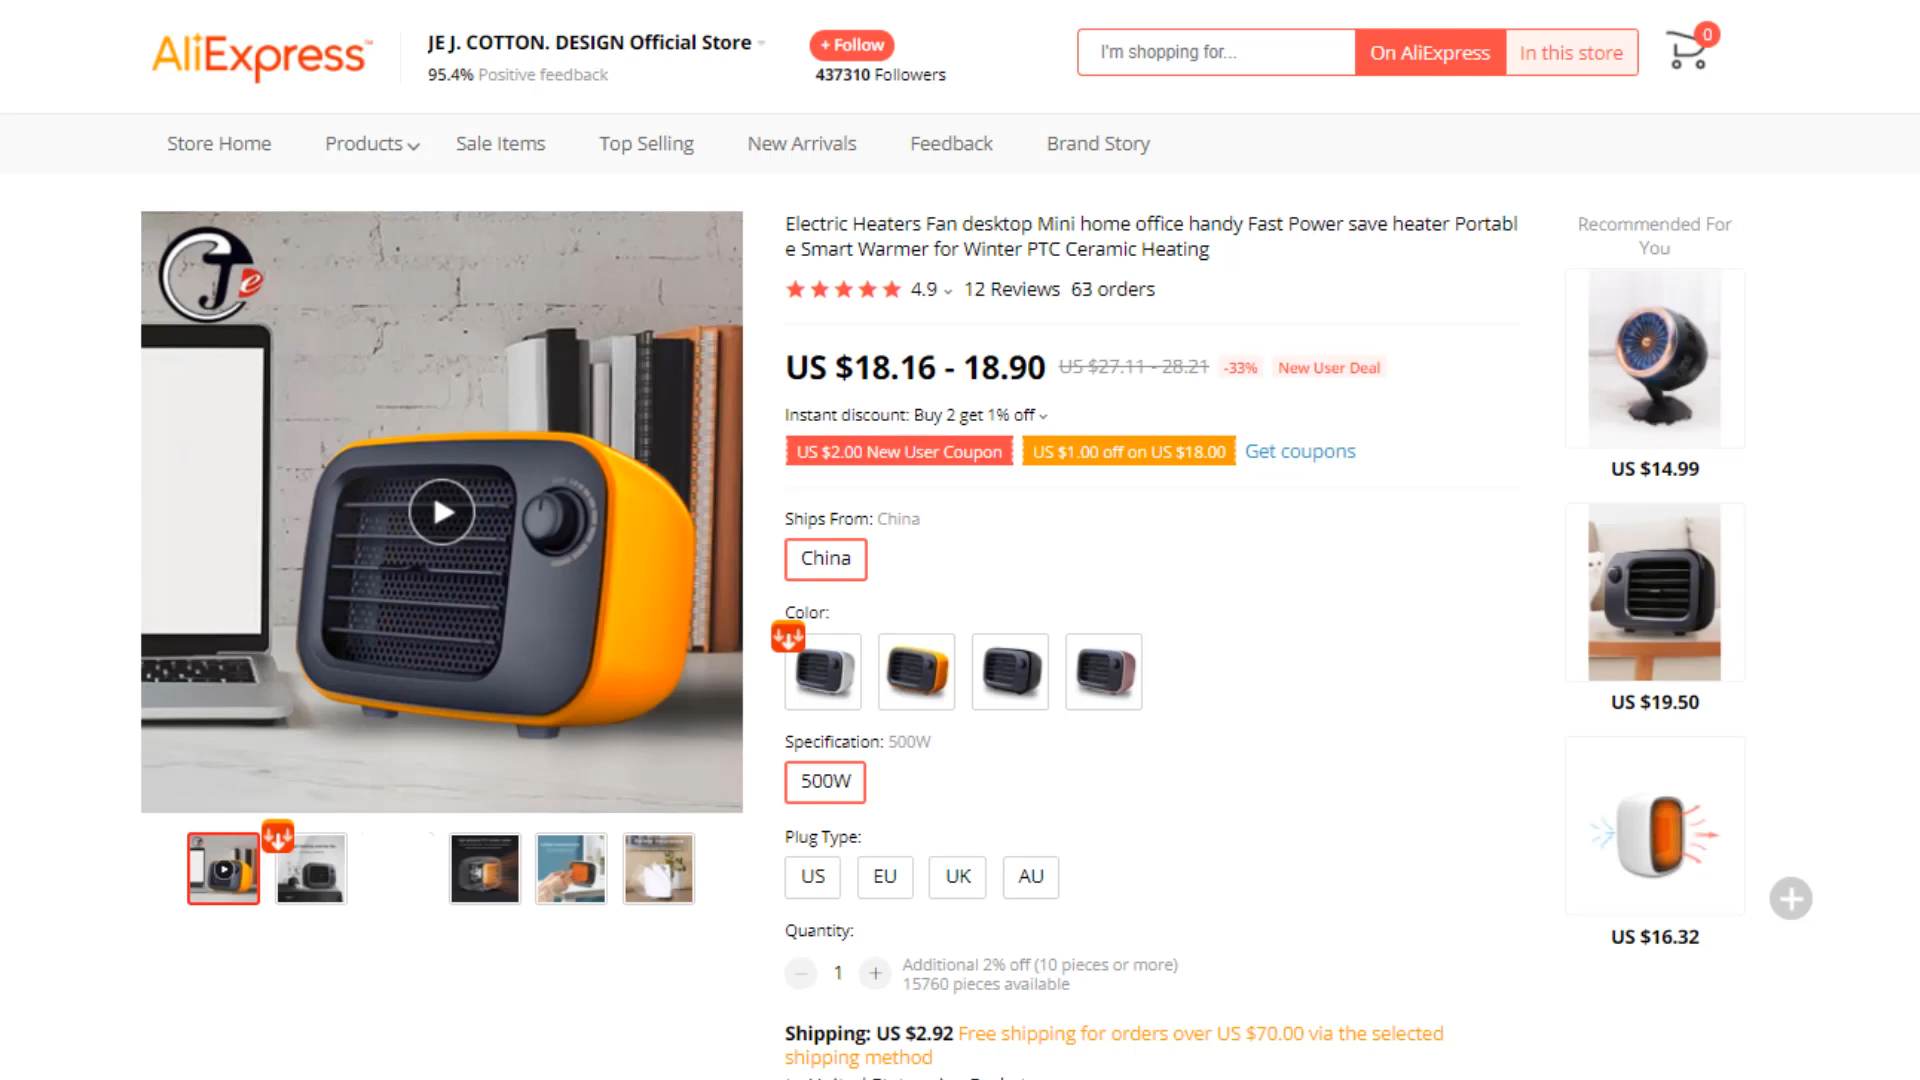 AliExpress™
JE J. COTTON. DESIGN Official Store
95.4% Positive feedback
+ Follow
437310 Followers
I'm shopping for...
On AliExpress
In this store
0
Store Home
Products
Sale Items
Top Selling
New Arrivals
Feedback
Brand Story
Electric Heaters Fan desktop Mini home office handy Fast Power save heater Portabl
e Smart Warmer for Winter PTC Ceramic Heating
4.9
12 Reviews
63 orders
US $18.16 - 18.90
US $27.11 - 28.21
-33%
New User Deal
Instant discount: Buy 2 get 1% off
US $2.00 New User Coupon
US $1.00 off on US $18.00
Get coupons
Ships From: China
China
Color:
Specification: 500W
500W
Plug Type:
US
EU
UK
AU
Quantity:
1
Additional 2% off (10 pieces or more)
15760 pieces available
Shipping: US $2.92 Free shipping for orders over US $70.00 via the selected
shipping method
Recommended For
You
US $14.99
US $19.50
US $16.32